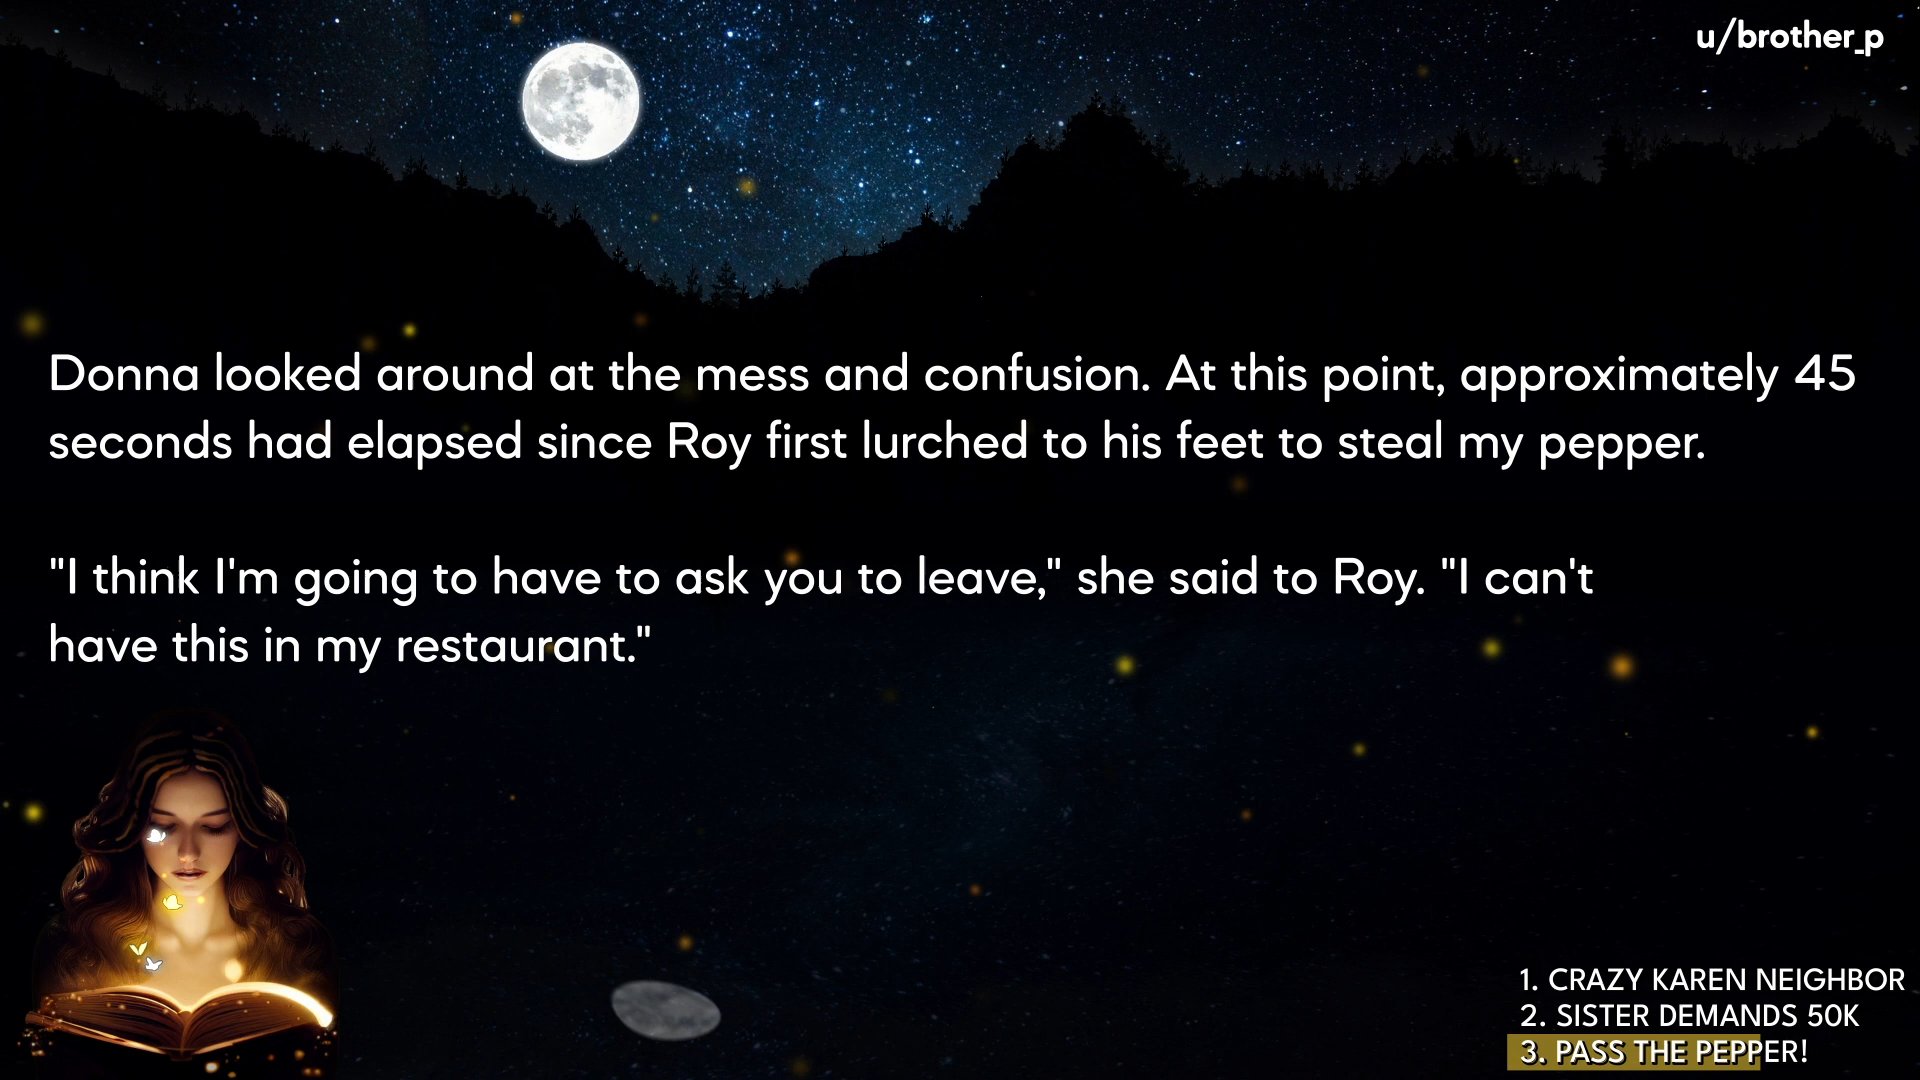 u/brother_p
Donna looked around at the mess and confusion. At this point, approximately 45
seconds had elapsed since Roy first lurched to his feet to steal my pepper.
"I think I'm going to have to ask you to leave," she said to Roy. "I can't
have this in my restaurant."
1. CRAZY KAREN NEIGHBOR
2. SISTER DEMANDS 50K
3. PASS THE PEPPER!